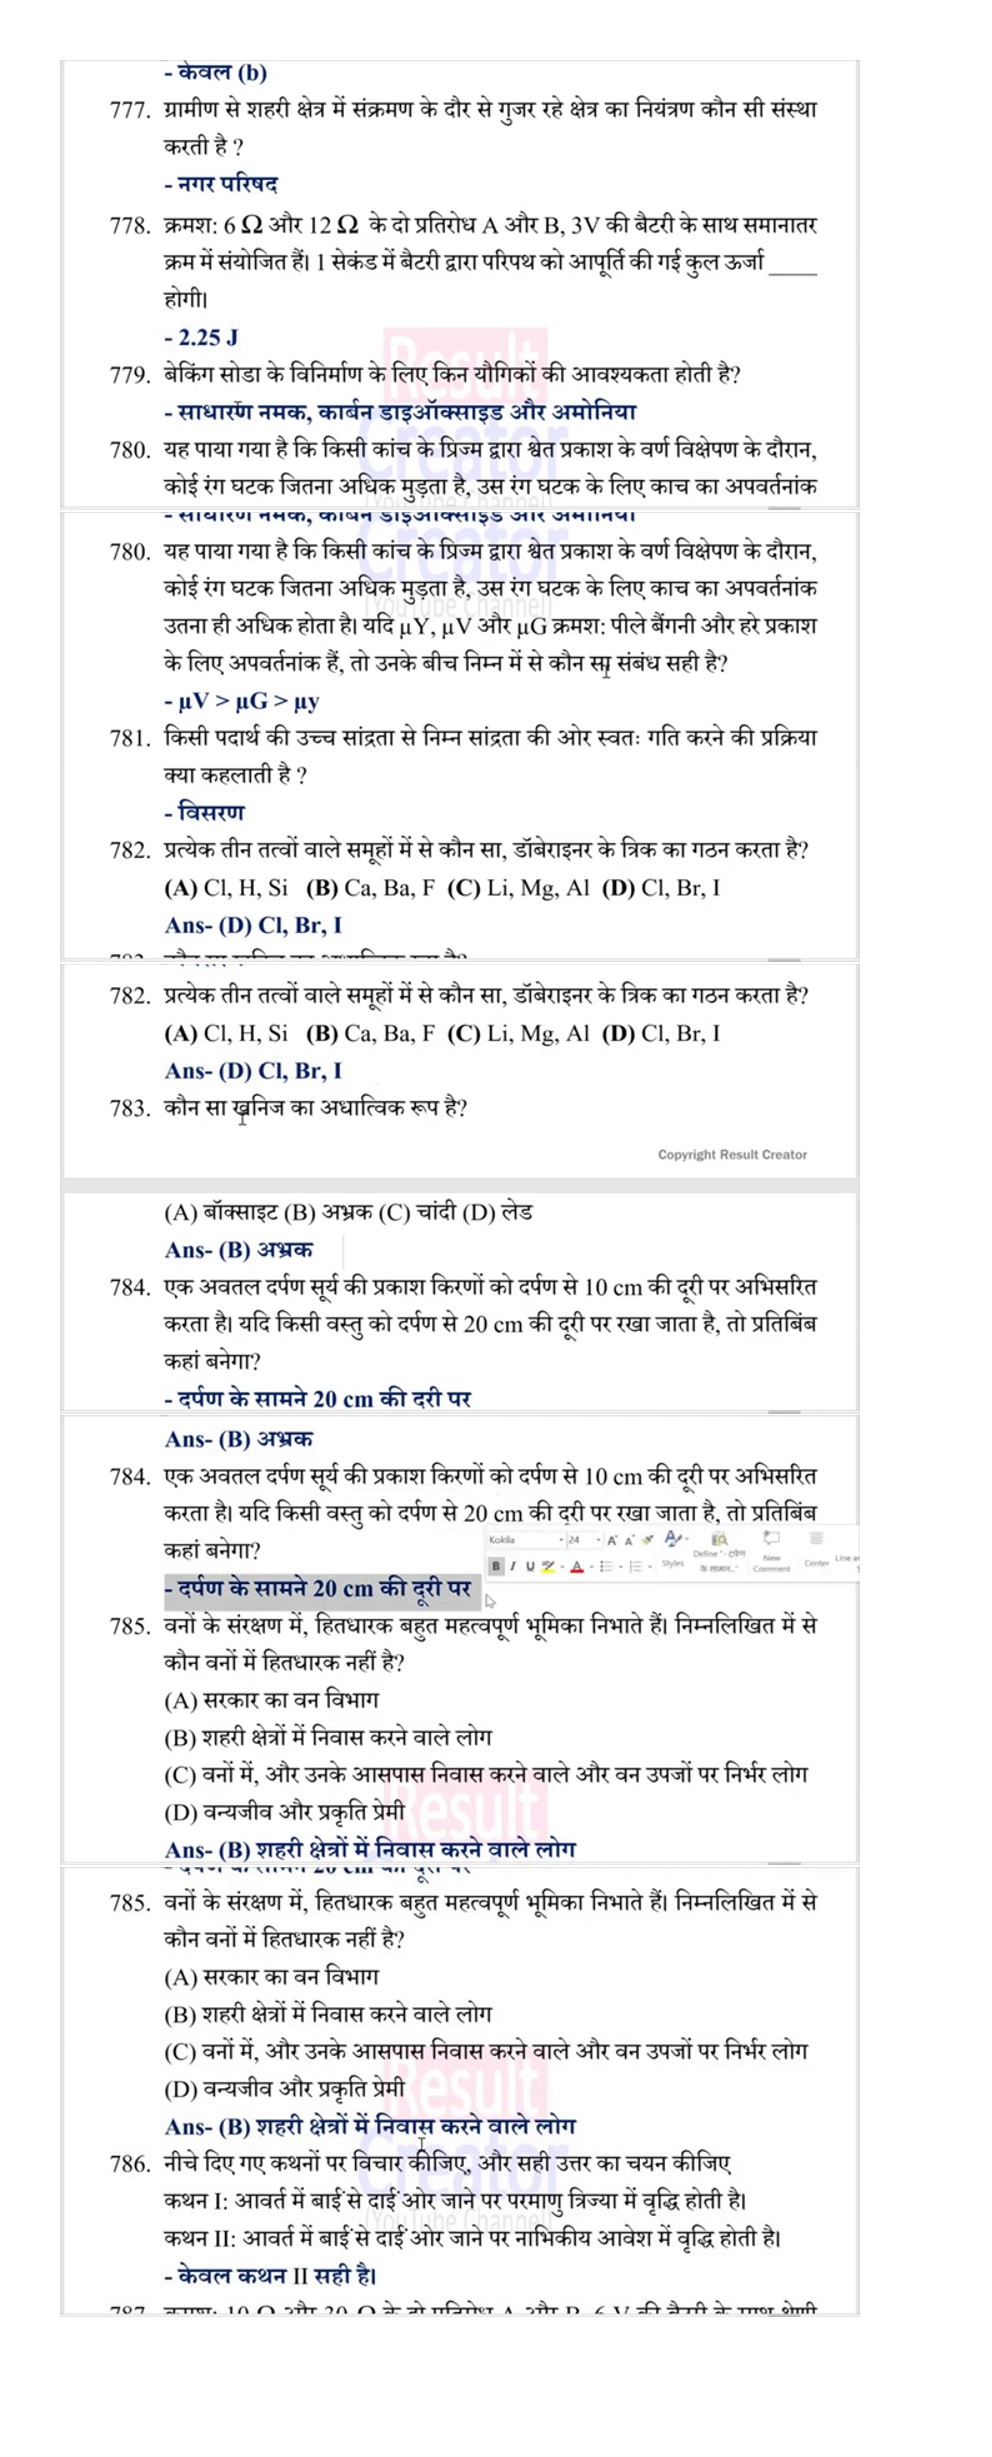 - केवल (b)
777. ग्रामीण से शहरी क्षेत्र में संक्रमण के दौर से गुजर रहे क्षेत्र का नियंत्रण कौन सी संस्था
करती है ?
- नगर परिषद
778. क्रमश: 6 Ω और 12 Ω के दो प्रतिरोध A और B, 3V की बैटरी के साथ समानातर
क्रम में संयोजित हैं। 1 सेकंड में बैटरी द्वारा परिपथ को आपूर्ति की गई कुल ऊर्जा ____
होगी।
- 2.25 J
779. बेकिंग सोडा के विनिर्माण के लिए किन यौगिकों की आवश्यकता होती है?
- साधारण नमक, कार्बन डाइऑक्साइड और अमोनिया
780. यह पाया गया है कि किसी कांच के प्रिज्म द्वारा श्वेत प्रकाश के वर्ण विक्षेपण के दौरान,
कोई रंग घटक जितना अधिक मुड़ता है, उस रंग घटक के लिए काच का अपवर्तनांक
- साधारण नमक, कार्बन डाइऑक्साइड और अमोनिया
780. यह पाया गया है कि किसी कांच के प्रिज्म द्वारा श्वेत प्रकाश के वर्ण विक्षेपण के दौरान,
कोई रंग घटक जितना अधिक मुड़ता है, उस रंग घटक के लिए काच का अपवर्तनांक
उतना ही अधिक होता है। यदि μY, μV और μG क्रमश: पीले बैंगनी और हरे प्रकाश
के लिए अपवर्तनांक हैं, तो उनके बीच निम्न में से कौन सा संबंध सही है?
- μV > μG > μy
781. किसी पदार्थ की उच्च सांद्रता से निम्न सांद्रता की ओर स्वतः गति करने की प्रक्रिया
क्या कहलाती है ?
- विसरण
782. प्रत्येक तीन तत्वों वाले समूहों में से कौन सा, डॉबेराइनर के त्रिक का गठन करता है?
(A) Cl, H, Si (B) Ca, Ba, F (C) Li, Mg, Al (D) Cl, Br, I
Ans- (D) Cl, Br, I
782. प्रत्येक तीन तत्वों वाले समूहों में से कौन सा, डॉबेराइनर के त्रिक का गठन करता है?
(A) Cl, H, Si (B) Ca, Ba, F (C) Li, Mg, Al (D) Cl, Br, I
Ans- (D) Cl, Br, I
783. कौन सा खनिज का अधात्विक रूप है?
Copyright Result Creator
(A) बॉक्साइट (B) अभ्रक (C) चांदी (D) लेड
Ans- (B) अभ्रक
784. एक अवतल दर्पण सूर्य की प्रकाश किरणों को दर्पण से 10 cm की दूरी पर अभिसरित
करता है। यदि किसी वस्तु को दर्पण से 20 cm की दूरी पर रखा जाता है, तो प्रतिबिंब
कहां बनेगा?
- दर्पण के सामने 20 cm की दूरी पर
Ans- (B) अभ्रक
784. एक अवतल दर्पण सूर्य की प्रकाश किरणों को दर्पण से 10 cm की दूरी पर अभिसरित
करता है। यदि किसी वस्तु को दर्पण से 20 cm की दूरी पर रखा जाता है, तो प्रतिबिंब
कहां बनेगा?
Kokila 24
B I U Styles Define "- दर्पण के सामने..." New Comment Center
- दर्पण के सामने 20 cm की दूरी पर
785. वनों के संरक्षण में, हितधारक बहुत महत्वपूर्ण भूमिका निभाते हैं। निम्नलिखित में से
कौन वनों में हितधारक नहीं है?
(A) सरकार का वन विभाग
(B) शहरी क्षेत्रों में निवास करने वाले लोग
(C) वनों में, और उनके आसपास निवास करने वाले और वन उपजों पर निर्भर लोग
(D) वन्यजीव और प्रकृति प्रेमी
Ans- (B) शहरी क्षेत्रों में निवास करने वाले लोग
785. वनों के संरक्षण में, हितधारक बहुत महत्वपूर्ण भूमिका निभाते हैं। निम्नलिखित में से
कौन वनों में हितधारक नहीं है?
(A) सरकार का वन विभाग
(B) शहरी क्षेत्रों में निवास करने वाले लोग
(C) वनों में, और उनके आसपास निवास करने वाले और वन उपजों पर निर्भर लोग
(D) वन्यजीव और प्रकृति प्रेमी
Ans- (B) शहरी क्षेत्रों में निवास करने वाले लोग
786. नीचे दिए गए कथनों पर विचार कीजिए, और सही उत्तर का चयन कीजिए
कथन I: आवर्त में बाईं से दाईं ओर जाने पर परमाणु त्रिज्या में वृद्धि होती है।
कथन II: आवर्त में बाईं से दाईं ओर जाने पर नाभिकीय आवेश में वृद्धि होती है।
- केवल कथन II सही है।